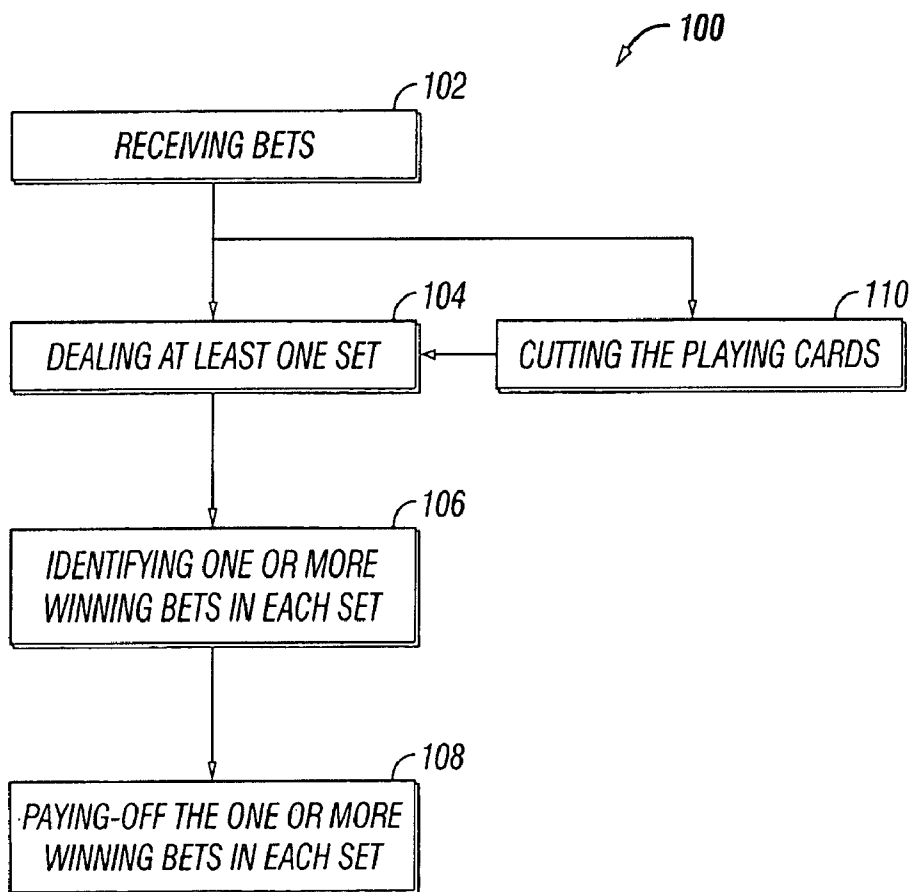 100
102
RECEIVING BETS
104
DEALING AT LEAST ONE SET
110
CUTTING THE PLAYING CARDS
106
IDENTIFYING ONE OR MORE
WINNING BETS IN EACH SET
108
PAYING-OFF THE ONE OR MORE
WINNING BETS IN EACH SET